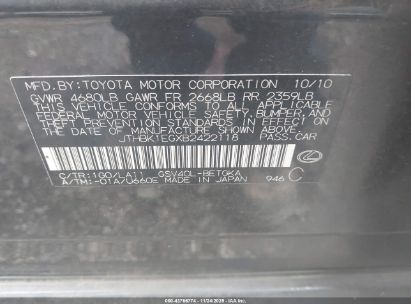 MFD. BY: TOYOTA MOTOR CORPORATION 10/10
GVWR 4680LB GAWR FR 2668LB RR 2359LB
THIS VEHICLE CONFORMS TO ALL APPLICABLE
FEDERAL MOTOR VEHICLE SAFETY, BUMPER, AND
THEFT PREVENTION STANDARDS IN EFFECT ON
THE DATE OF MANUFACTURE SHOWN ABOVE.
JTHBK1EGXB2422118 PASS. CAR
C/TR: 1G0/LA11 GSV40L-BETGKA
A/TM: -01A/U660E MADE IN JAPAN 946 C